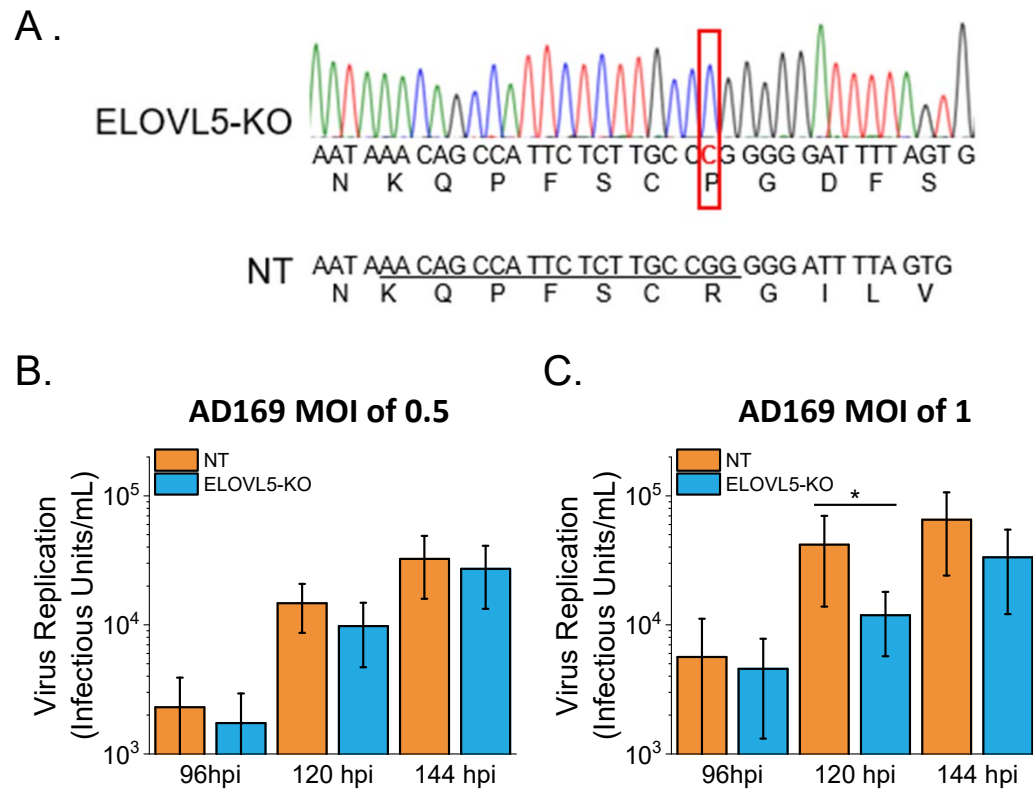 A .
ELOVL5-KO
AAT AAA CAG CCA TTC TCT TGC CCG GGG GAT TTT AGT G
N K Q P F S C P G D F S
NT
AAT AAA CAG CCA TTC TCT TGC CGG GGG ATT TTA GTG
N K Q P F S C R G I L V
B.
AD169 MOI of 0.5
NT
ELOVL5-KO
Virus Replication
(Infectious Units/mL)
10^5
10^4
10^3
96hpi 120 hpi 144 hpi
C.
AD169 MOI of 1
NT
ELOVL5-KO
*
Virus Replication
(Infectious Units/mL)
10^5
10^4
10^3
96hpi 120 hpi 144 hpi